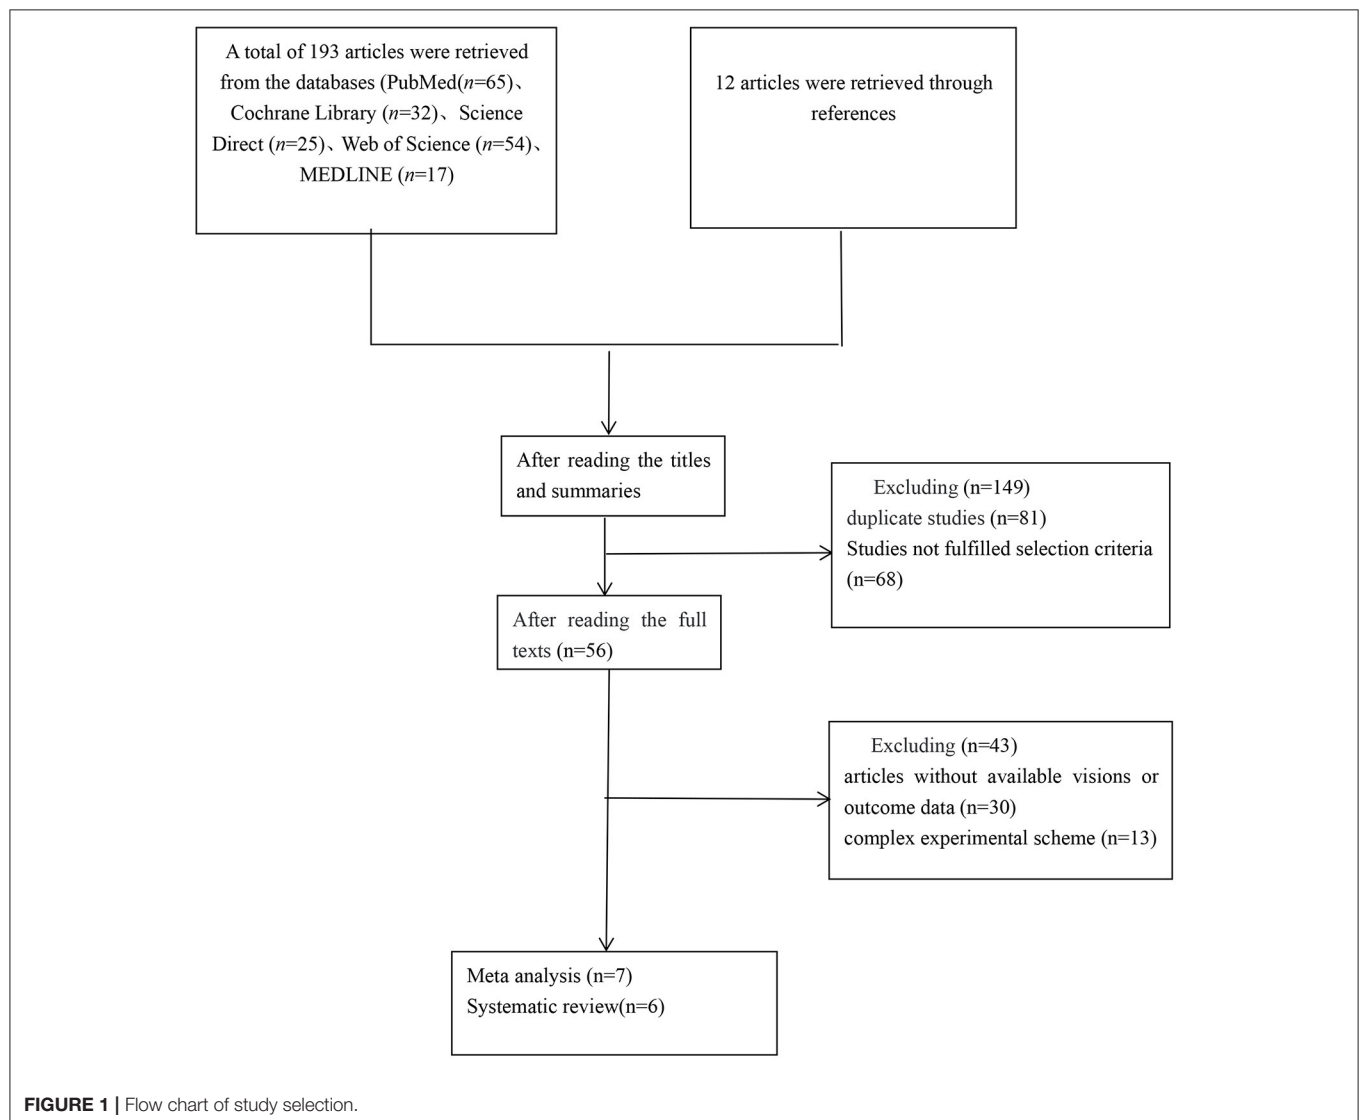 A total of 193 articles were retrieved
from the databases (PubMed(n=65)、
Cochrane Library (n=32)、Science
Direct (n=25)、Web of Science (n=54)、
MEDLINE (n=17)
12 articles were retrieved through
references
After reading the titles
and summaries
Excluding (n=149)
duplicate studies (n=81)
Studies not fulfilled selection criteria
(n=68)
After reading the full
texts (n=56)
Excluding (n=43)
articles without available visions or
outcome data (n=30)
complex experimental scheme (n=13)
Meta analysis (n=7)
Systematic review(n=6)
FIGURE 1 | Flow chart of study selection.